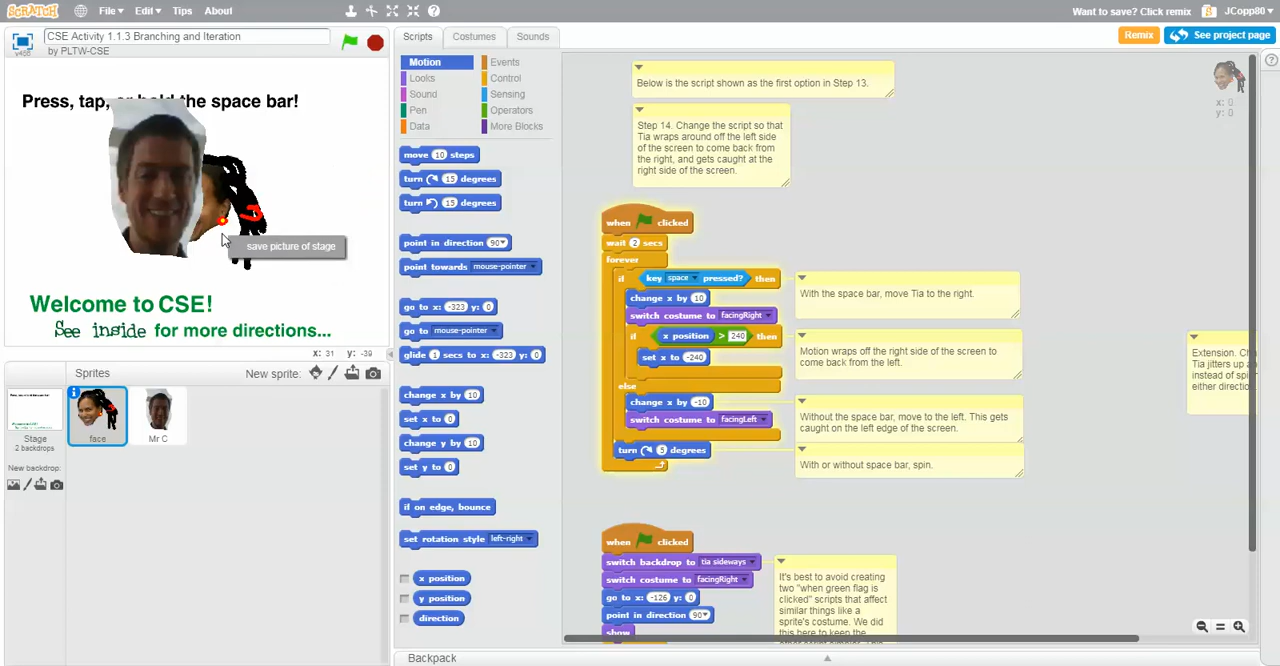 SCRATCH File Edit Tips About Want to save? Click remix JCopp80
v456 CSE Activity 1.1.3 Branching and Iteration
by PLTW-CSE
Scripts Costumes Sounds Remix See project page
Press, tap, or hold the space bar!
save picture of stage
Welcome to CSE!
See inside for more directions...
x: 31 y: -39
Sprites New sprite:
Stage
2 backdrops
New backdrop:
face
Mr C
Motion
Looks
Sound
Pen
Data
Events
Control
Sensing
Operators
More Blocks
move 10 steps
turn 15 degrees
turn 15 degrees
point in direction 90
point towards mouse-pointer
go to x: -323 y: 0
go to mouse-pointer
glide 1 secs to x: -323 y: 0
change x by 10
set x to 0
change y by 10
set y to 0
if on edge, bounce
set rotation style left-right
x position
y position
direction
Below is the script shown as the first option in Step 13.
Step 14. Change the script so that
Tia wraps around off the left side
of the screen to come back from
the right, and gets caught at the
right side of the screen.
x: 0
y: 0
when clicked
wait 2 secs
forever
if key space pressed? then
change x by 10
switch costume to facingRight
if x position > 240 then
set x to -240
else
change x by -10
switch costume to facingLeft
turn 5 degrees
With the space bar, move Tia to the right.
Motion wraps off the right side of the screen to
come back from the left.
Without the space bar, move to the left. This gets
caught on the left edge of the screen.
With or without space bar, spin.
Extension. Ch
Tia jitters up a
instead of spi
either directio
when clicked
switch backdrop to tia sideways
switch costume to facingRight
go to x: -126 y: 0
point in direction 90
show
It's best to avoid creating
two "when green flag is
clicked" scripts that affect
similar things like a
sprite's costume. We did
this here to keep the
Backpack